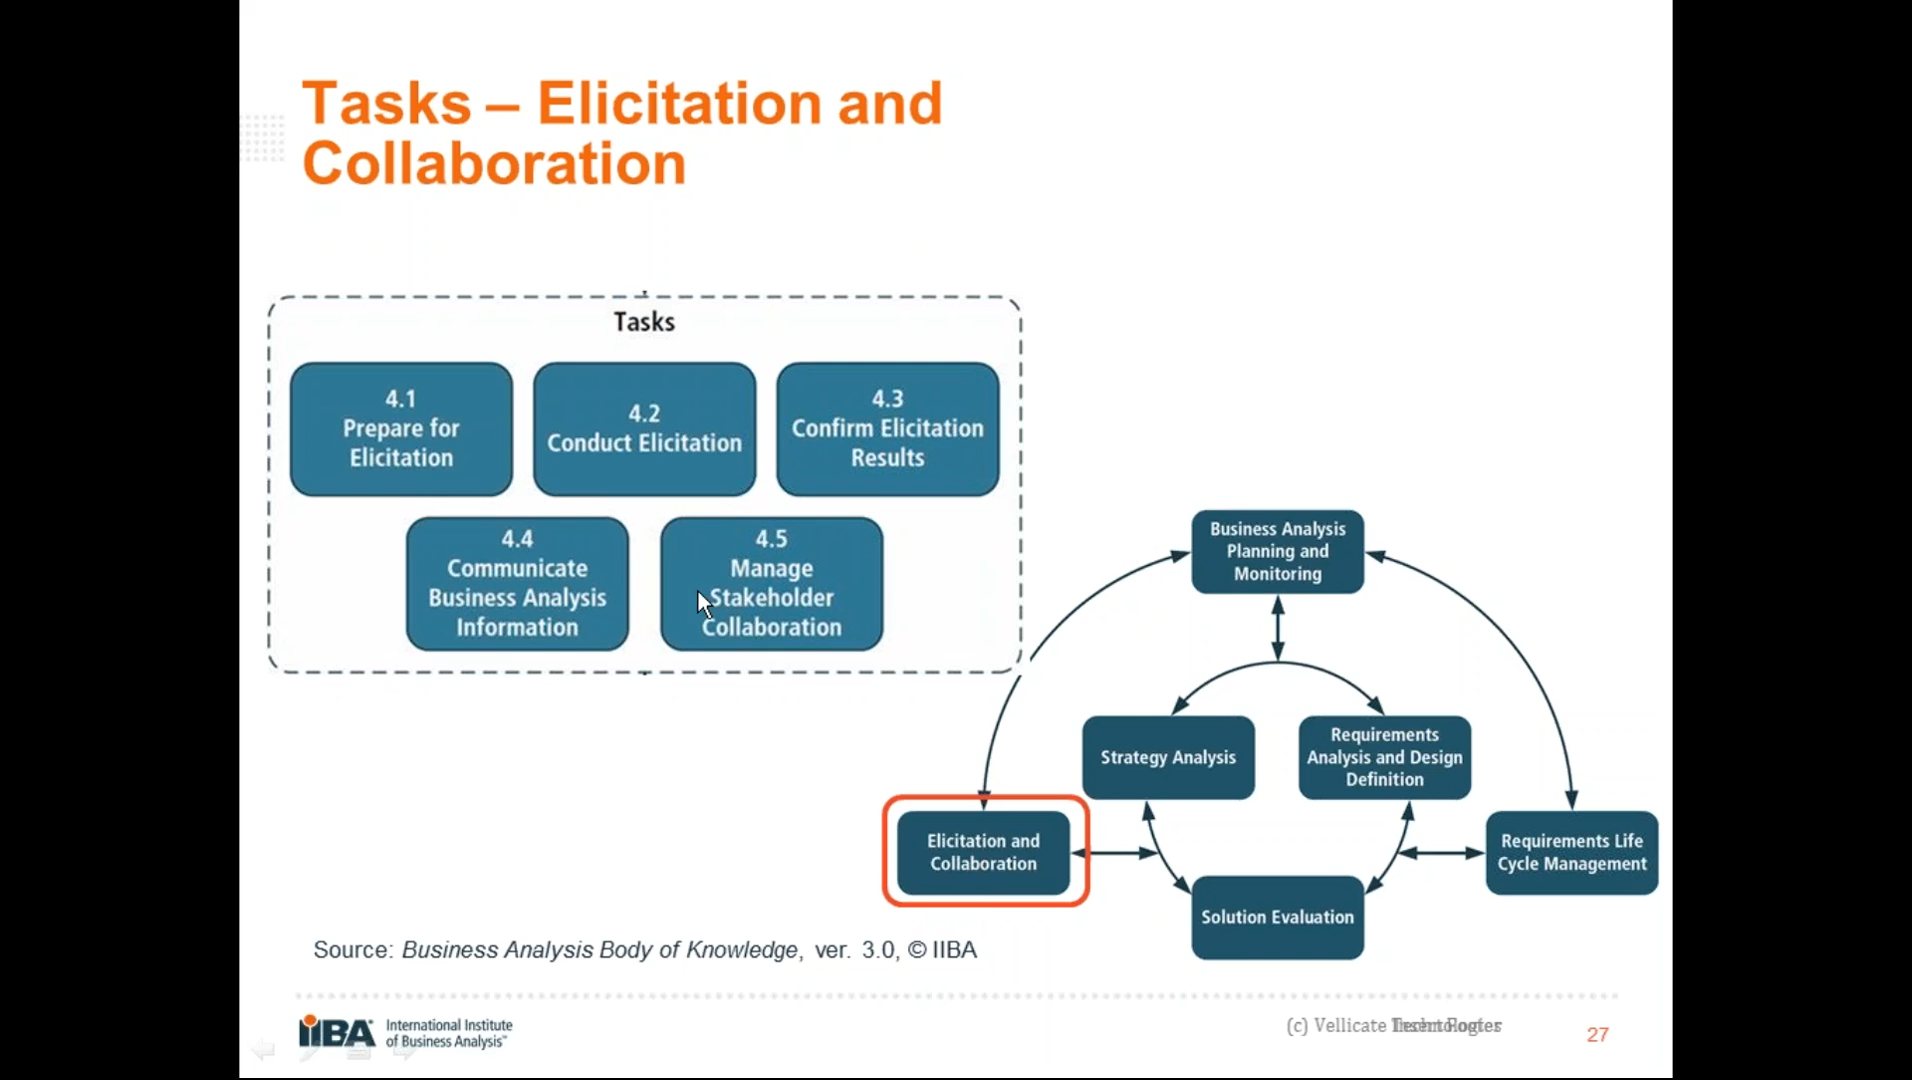 Tasks – Elicitation and
Collaboration
Tasks
4.1
Prepare for
Elicitation
4.2
Conduct Elicitation
4.3
Confirm Elicitation
Results
4.4
Communicate
Business Analysis
Information
4.5
Manage
Stakeholder
Collaboration
Business Analysis
Planning and
Monitoring
Strategy Analysis
Requirements
Analysis and Design
Definition
Elicitation and
Collaboration
Requirements Life
Cycle Management
Solution Evaluation
Source: Business Analysis Body of Knowledge, ver. 3.0, © IIBA
IIBA
International Institute
of Business Analysis™
(c) Vellicate
27